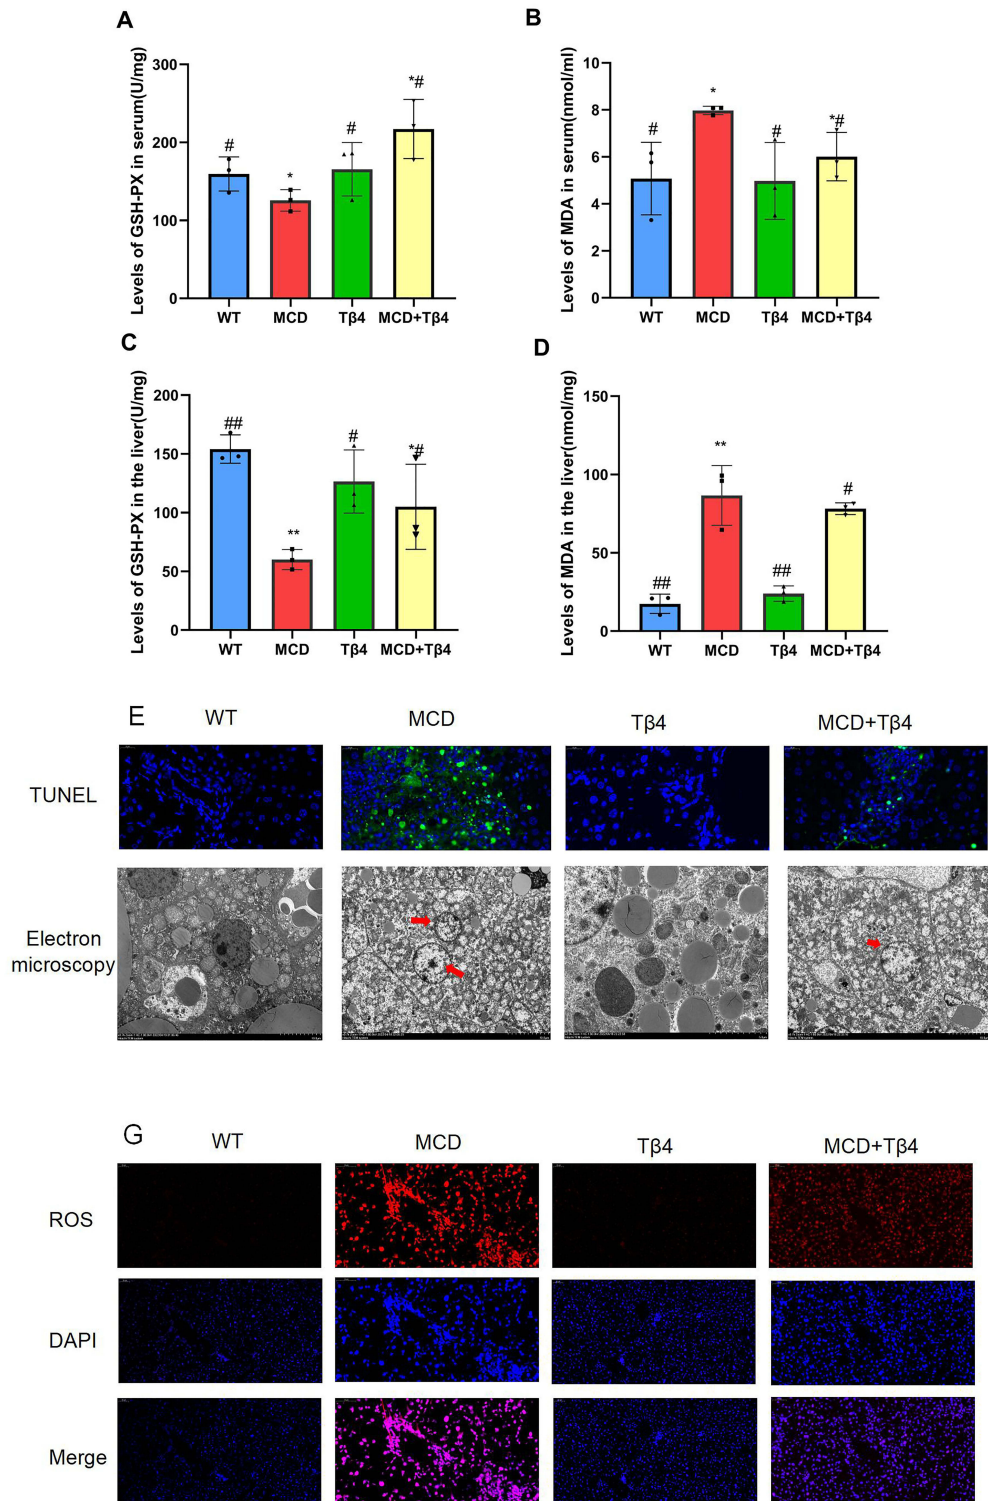 A
Levels of GSH-PX in serum(U/mg)
300
200
100
0
#
*
#
*#
WT MCD Tβ4 MCD+Tβ4
B
Levels of MDA in serum(nmol/ml)
10
8
6
4
2
0
#
*
#
*#
WT MCD Tβ4 MCD+Tβ4
C
Levels of GSH-PX in the liver(U/mg)
200
150
100
50
0
##
**
#
*#
WT MCD Tβ4 MCD+Tβ4
D
Levels of MDA in the liver(nmol/mg)
150
100
50
0
##
**
##
#
WT MCD Tβ4 MCD+Tβ4
E
WT MCD Tβ4 MCD+Tβ4
TUNEL
Electron
microscopy
G
WT MCD Tβ4 MCD+Tβ4
ROS
DAPI
Merge